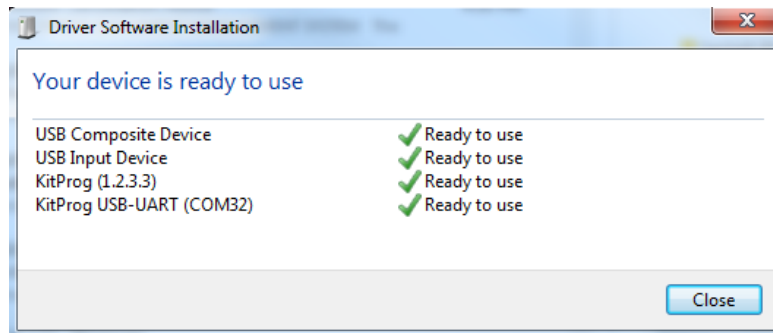 Driver Software Installation
Your device is ready to use
USB Composite Device Ready to use
USB Input Device Ready to use
KitProg (1.2.3.3) Ready to use
KitProg USB-UART (COM32) Ready to use
Close